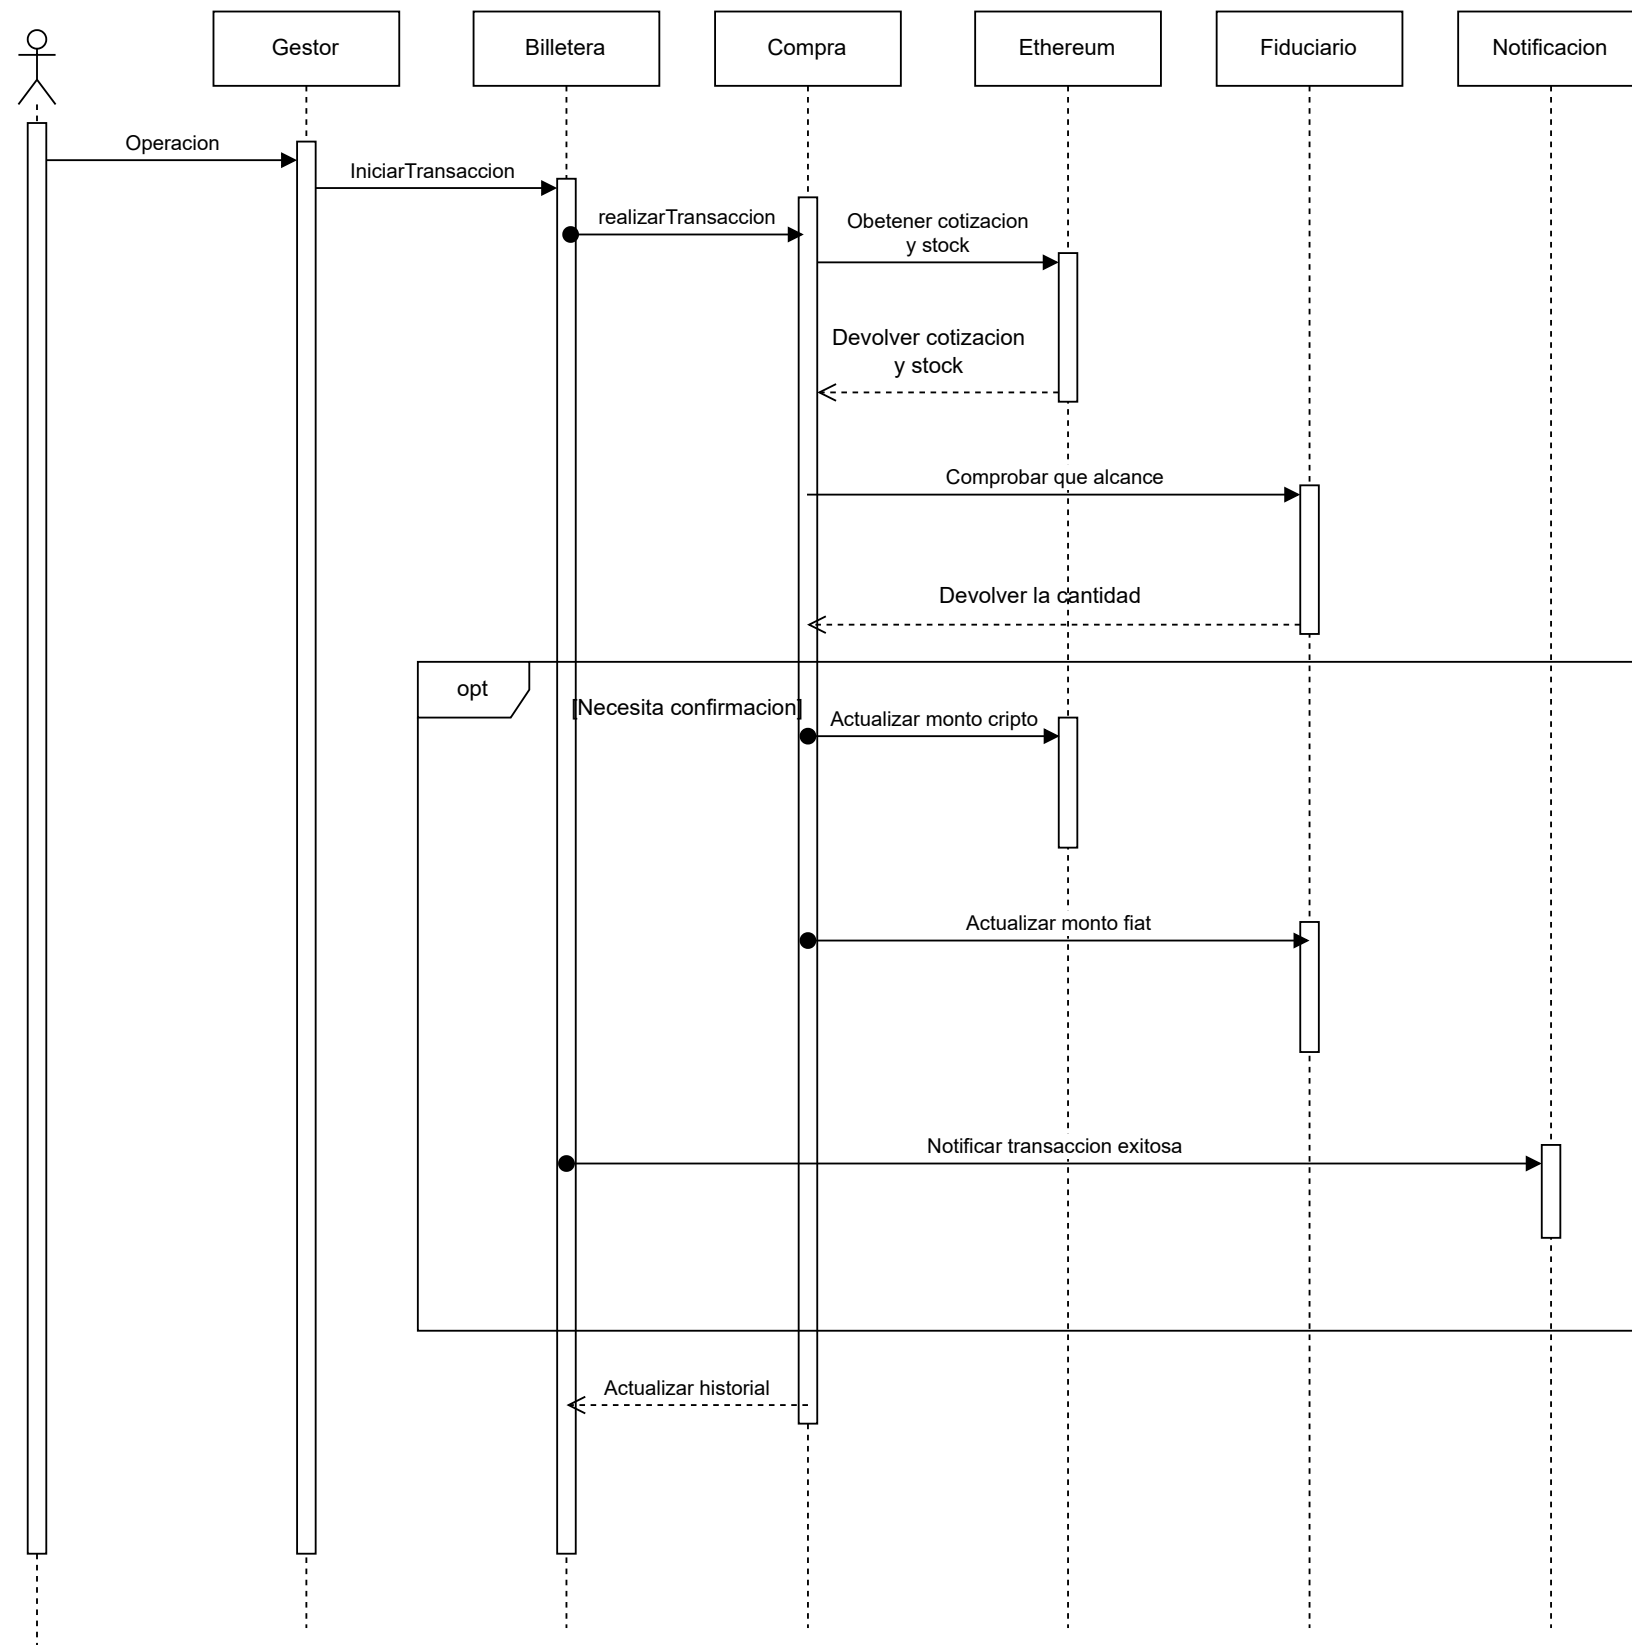 Gestor
Billetera
Compra
Ethereum
Fiduciario
Notificacion
Operacion
IniciarTransaccion
realizarTransaccion
Obetener cotizacion
y stock
Devolver cotizacion
y stock
Comprobar que alcance
Devolver la cantidad
opt
[Necesita confirmacion]
Actualizar monto cripto
Actualizar monto fiat
Notificar transaccion exitosa
Actualizar historial